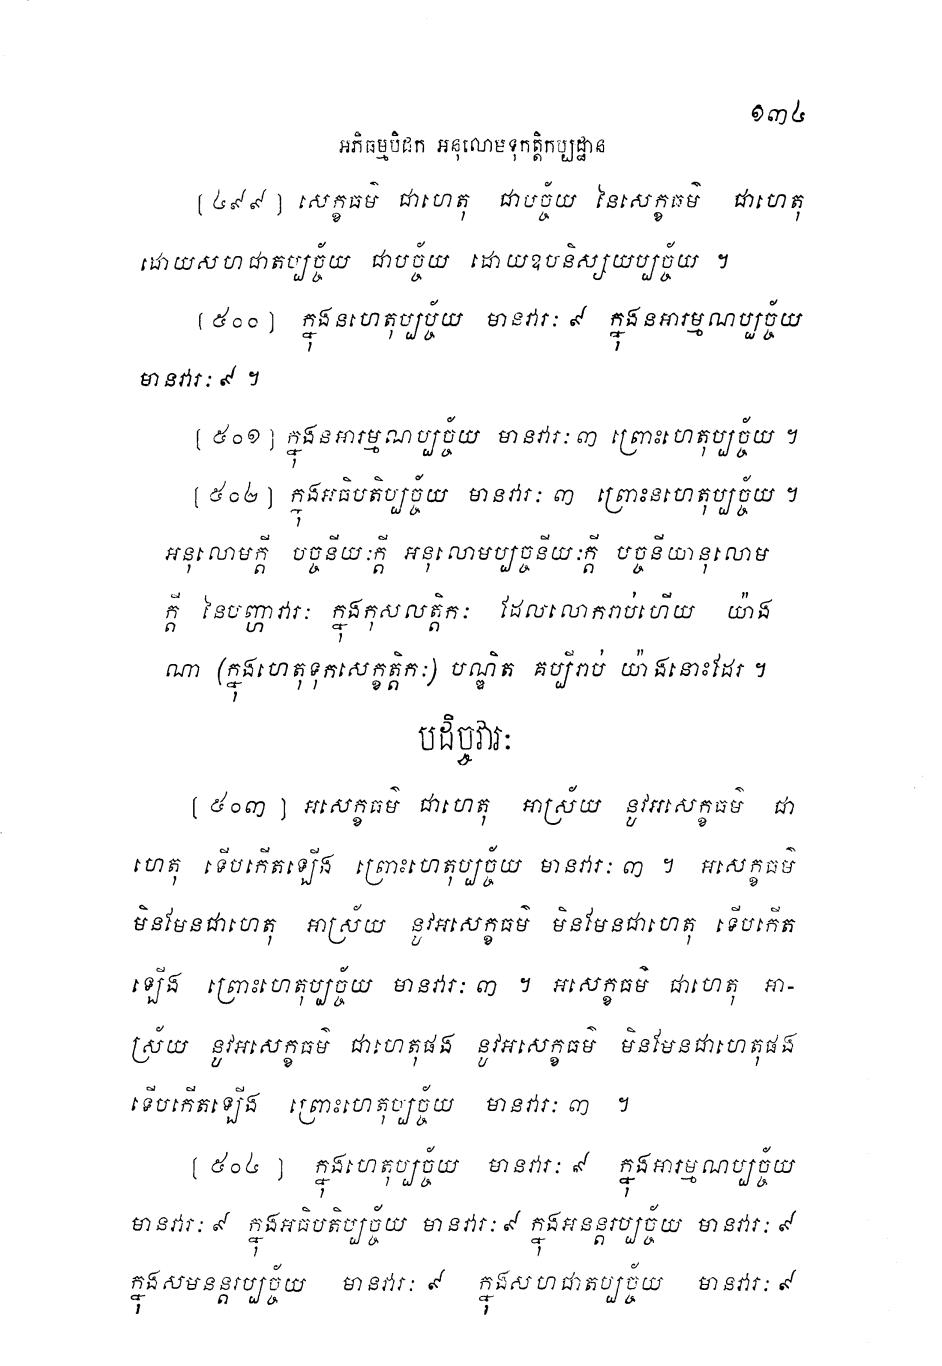 ១៣៤
អភិធម្មបិដក អនុលោមទុកត្តិកប្បដ្ឋាន
[៤៩៩] សេក្ខធម៌ ជាហេតុ ជាបច្ច័យ នៃសេក្ខធម៌ ជាហេតុ
ដោយសហជាតប្បច្ច័យ ជាបច្ច័យ ដោយឧបនិស្សយប្បច្ច័យ ។
[៥០០] ក្នុងនហេតុប្បច្ច័យ មានវារៈ ៩ ក្នុងនអារម្មណប្បច្ច័យ
មានវារៈ ៩ ។
[៥០១] ក្នុងនអារម្មណប្បច្ច័យ មានវារៈ ៣ ព្រោះហេតុប្បច្ច័យ ។
[៥០២] ក្នុងអធិបតិប្បច្ច័យ មានវារៈ ៣ ព្រោះនហេតុប្បច្ច័យ ។
អនុលោមក្តី បច្ចនីយៈក្តី អនុលោមប្បច្ចនីយៈក្តី បច្ចនីយានុលោម
ក្តី នៃបញ្ហាវារៈ ក្នុងកុសលត្តិកៈ ដែលលោករាប់ហើយ យ៉ាង
ណា (ក្នុងហេតុទុកសេក្ខត្តិកៈ) បណ្ឌិត គប្បីរាប់ យ៉ាងនោះដែរ ។
បដិច្ចវារៈ
[៥០៣] អសេក្ខធម៌ ជាហេតុ អាស្រ័យ នូវអសេក្ខធម៌ ជា
ហេតុ ទើបកើតឡើង ព្រោះហេតុប្បច្ច័យ មានវារៈ ៣ ។ អសេក្ខធម៌
មិនមែនជាហេតុ អាស្រ័យ នូវអសេក្ខធម៌ មិនមែនជាហេតុ ទើបកើត
ឡើង ព្រោះហេតុប្បច្ច័យ មានវារៈ ៣ ។ អសេក្ខធម៌ ជាហេតុ អា-
ស្រ័យ នូវអសេក្ខធម៌ ជាហេតុផង នូវអសេក្ខធម៌ មិនមែនជាហេតុផង
ទើបកើតឡើង ព្រោះហេតុប្បច្ច័យ មានវារៈ ៣ ។
[៥០៤] ក្នុងហេតុប្បច្ច័យ មានវារៈ ៩ ក្នុងអារម្មណប្បច្ច័យ
មានវារៈ ៩ ក្នុងអធិបតិប្បច្ច័យ មានវារៈ ៩ ក្នុងអនន្តរប្បច្ច័យ មានវារៈ ៩
ក្នុងសមនន្តរប្បច្ច័យ មានវារៈ ៩ ក្នុងសហជាតប្បច្ច័យ មានវារៈ ៩